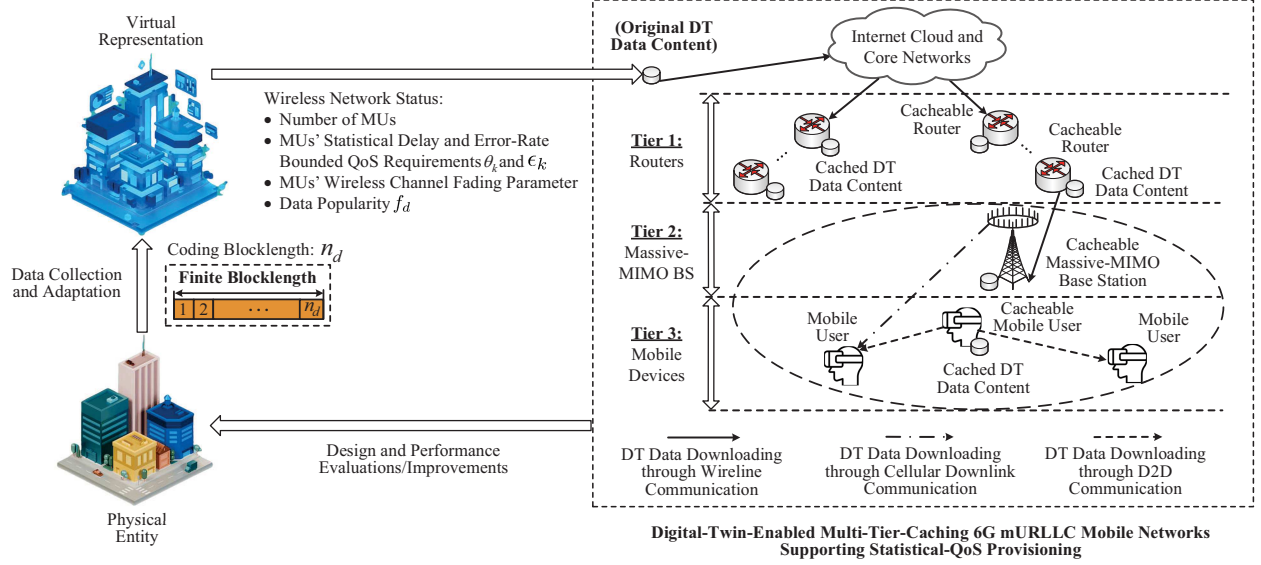 Virtual
Representation
Wireless Network Status:
• Number of MUs
• MUs' Statistical Delay and Error-Rate
Bounded QoS Requirements θₖ and ϵₖ
• MUs' Wireless Channel Fading Parameter
• Data Popularity f_d
Data Collection
and Adaptation
Coding Blocklength: n_d
Finite Blocklength
1 2 ... n_d
Physical
Entity
Design and Performance
Evaluations/Improvements
(Original DT
Data Content)
Internet Cloud and
Core Networks
Tier 1:
Routers
Cached DT
Data Content
Cacheable
Router
Cacheable
Router
Cached DT
Data Content
Tier 2:
Massive-
MIMO BS
Cacheable
Massive-MIMO
Base Station
Tier 3:
Mobile
Devices
Mobile
User
Cacheable
Mobile User
Cached DT
Data Content
Mobile
User
DT Data Downloading
through Wireline
Communication
DT Data Downloading
through Cellular Downlink
Communication
DT Data Downloading
through D2D
Communication
Digital-Twin-Enabled Multi-Tier-Caching 6G mURLLC Mobile Networks
Supporting Statistical-QoS Provisioning